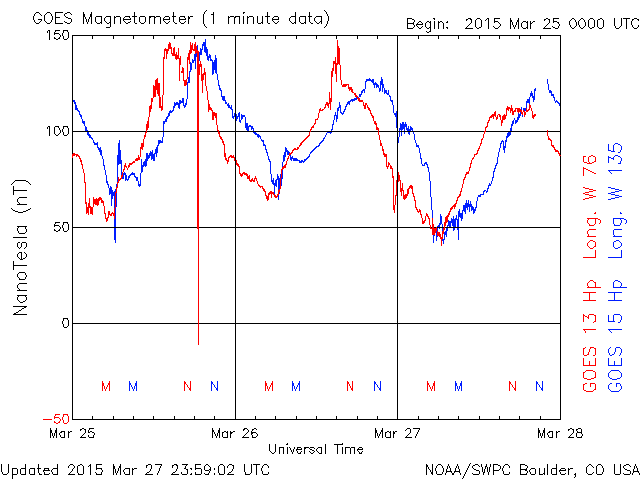 GOES Magnetometer (1 minute data)
Begin: 2015 Mar 25 0000 UTC
150
100
50
0
-50
NanoTesla (nT)
M M N N M M N N M M N N
Mar 25 Mar 26 Mar 27 Mar 28
Universal Time
GOES 13 Hp Long. W 76
GOES 15 Hp Long. W 135
Updated 2015 Mar 27 23:59:02 UTC
NOAA/SWPC Boulder, CO USA